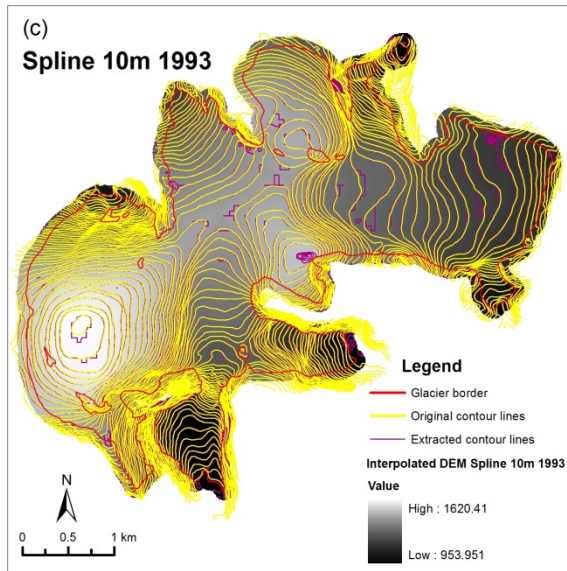 (c)
Spline 10m 1993
Legend
Glacier border
Original contour lines
Extracted contour lines
Interpolated DEM Spline 10m 1993
Value
High : 1620.41
Low : 953.951
N
0 0.5 1 km